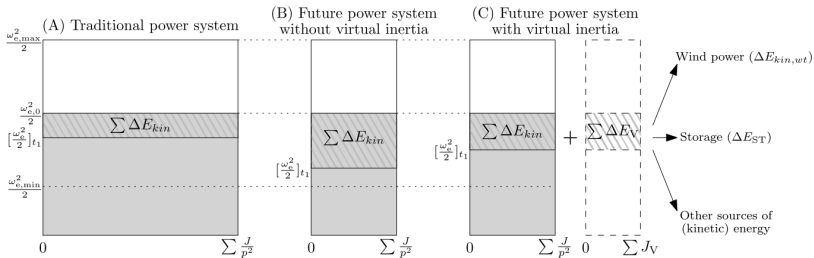 (A) Traditional power system
(B) Future power system
without virtual inertia
(C) Future power system
with virtual inertia
ω²e,max/2
ω²e,0/2
[ω²e/2]t1
ω²e,min/2
∑ ΔEkin
0
∑ J/p²
[ω²e/2]t1
∑ ΔEkin
0
∑ J/p²
[ω²e/2]t1
∑ ΔEkin
0
∑ J/p²
+
∑ ΔEV
0
∑ JV
Wind power (ΔEkin,wt)
Storage (ΔEST)
Other sources of
(kinetic) energy